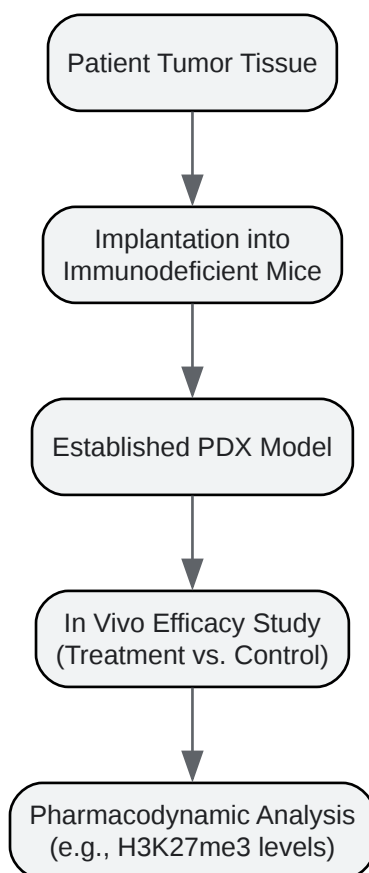 Patient Tumor Tissue
Implantation into
Immunodeficient Mice
Established PDX Model
In Vivo Efficacy Study
(Treatment vs. Control)
Pharmacodynamic Analysis
(e.g., H3K27me3 levels)